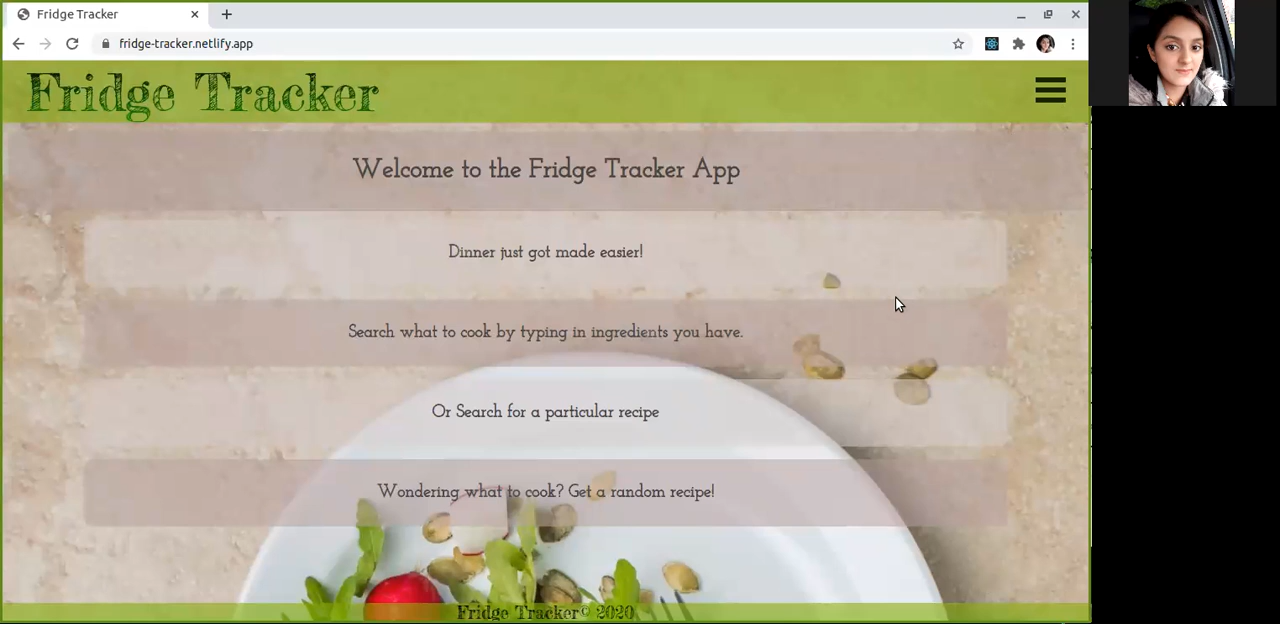 Fridge Tracker
fridge-tracker.netlify.app
Fridge Tracker
Welcome to the Fridge Tracker App
Dinner just got made easier!
Search what to cook by typing in ingredients you have.
Or Search for a particular recipe
Wondering what to cook? Get a random recipe!
Fridge Tracker© 2020